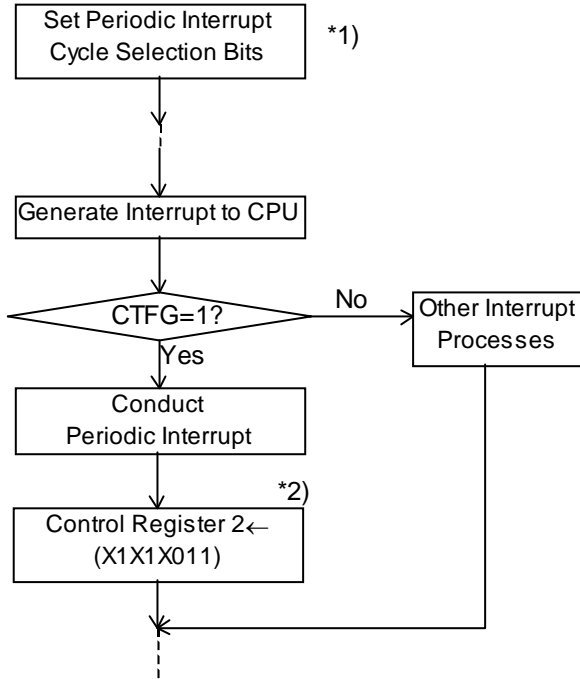 Set Periodic Interrupt
Cycle Selection Bits
*1)
Generate Interrupt to CPU
CTFG=1?
No
Other Interrupt
Processes
Yes
Conduct
Periodic Interrupt
*2)
Control Register 2←
(X1X1X011)